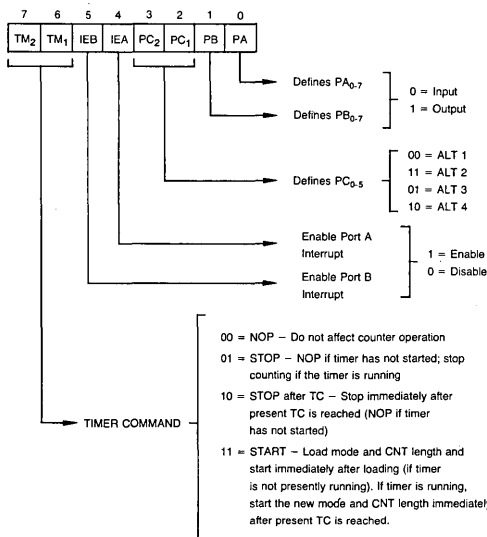 7 6 5 4 3 2 1 0
TM2 TM1 IEB IEA PC2 PC1 PB PA
Defines PA0-7
0 = Input
1 = Output
Defines PB0-7
Defines PC0-5
00 = ALT 1
11 = ALT 2
01 = ALT 3
10 = ALT 4
Enable Port A
Interrupt
Enable Port B
Interrupt
1 = Enable
0 = Disable
TIMER COMMAND
00 = NOP – Do not affect counter operation
01 = STOP – NOP if timer has not started; stop
counting if the timer is running
10 = STOP after TC – Stop immediately after
present TC is reached (NOP if timer
has not started)
11 = START – Load mode and CNT length and
start immediately after loading (if timer
is not presently running). If timer is running,
start the new mode and CNT length immediately
after present TC is reached.